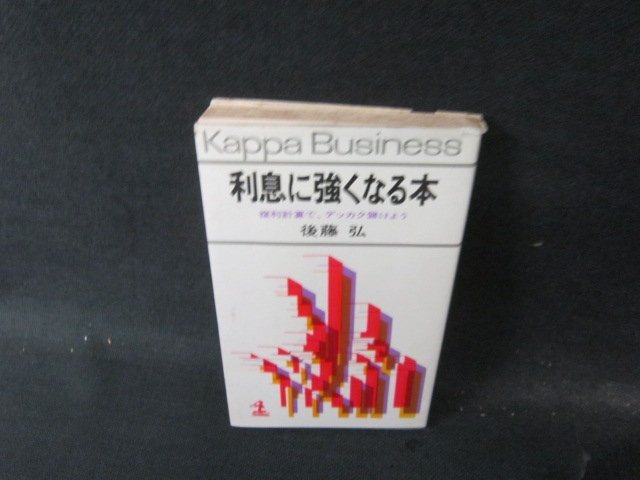 Kappa Business
利息に強くなる本
複利計算で、デッカク儲けよう
後藤 弘